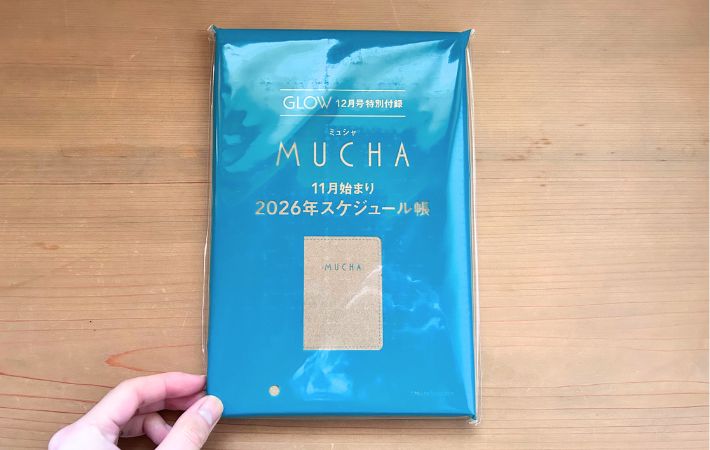 GLOW 12月号特別付録
ミュシャ
MUCHA
11月始まり
2026年スケジュール帳
MUCHA